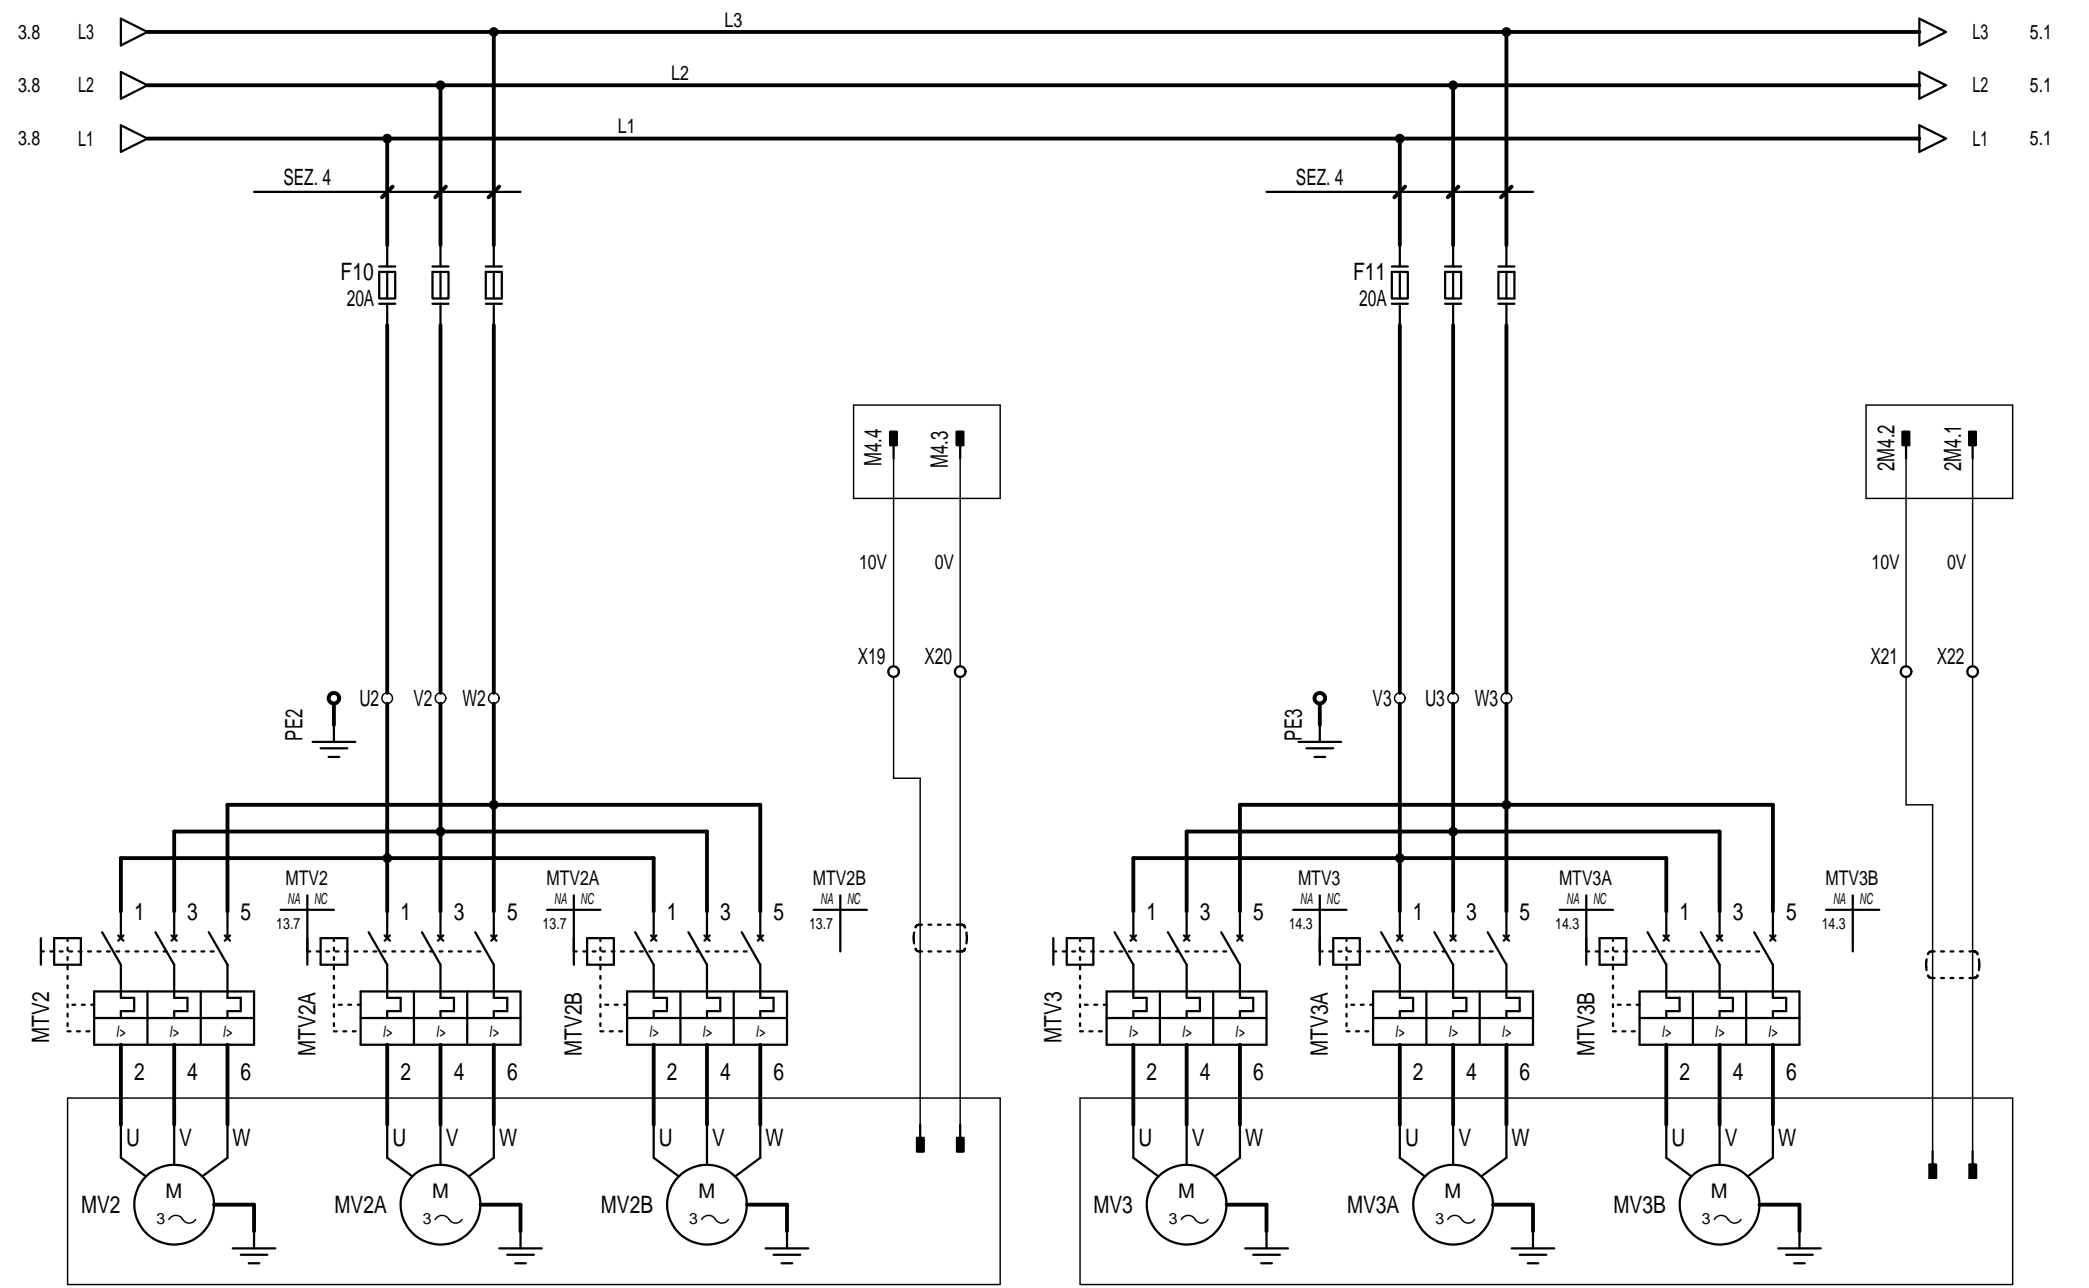 3.8 L3 L3 L3 5.1
3.8 L2 L2 L2 5.1
3.8 L1 L1 L1 5.1
SEZ. 4 SEZ. 4
F10 F11
20A 20A
M4.4 M4.3 2M4.2 2M4.1
10V 0V 10V 0V
X19 X20 X21 X22
PE2 U2 V2 W2 PE3 V3 U3 W3
MTV2 MTV2A MTV2B MTV3 MTV3A MTV3B
NA NC NA NC NA NC NA NC NA NC NA NC
13.7 13.7 13.7 14.3 14.3 14.3
1 3 5 1 3 5 1 3 5 1 3 5 1 3 5 1 3 5
MTV2 MTV2A MTV2B MTV3 MTV3A MTV3B
I> I> I> I> I> I> I> I> I> I> I> I> I> I> I> I> I> I>
2 4 6 2 4 6 2 4 6 2 4 6 2 4 6 2 4 6
U V W U V W U V W U V W U V W U V W
MV2 M MV2A M MV2B M MV3 M MV3A M MV3B M
3 3 3 3 3 3